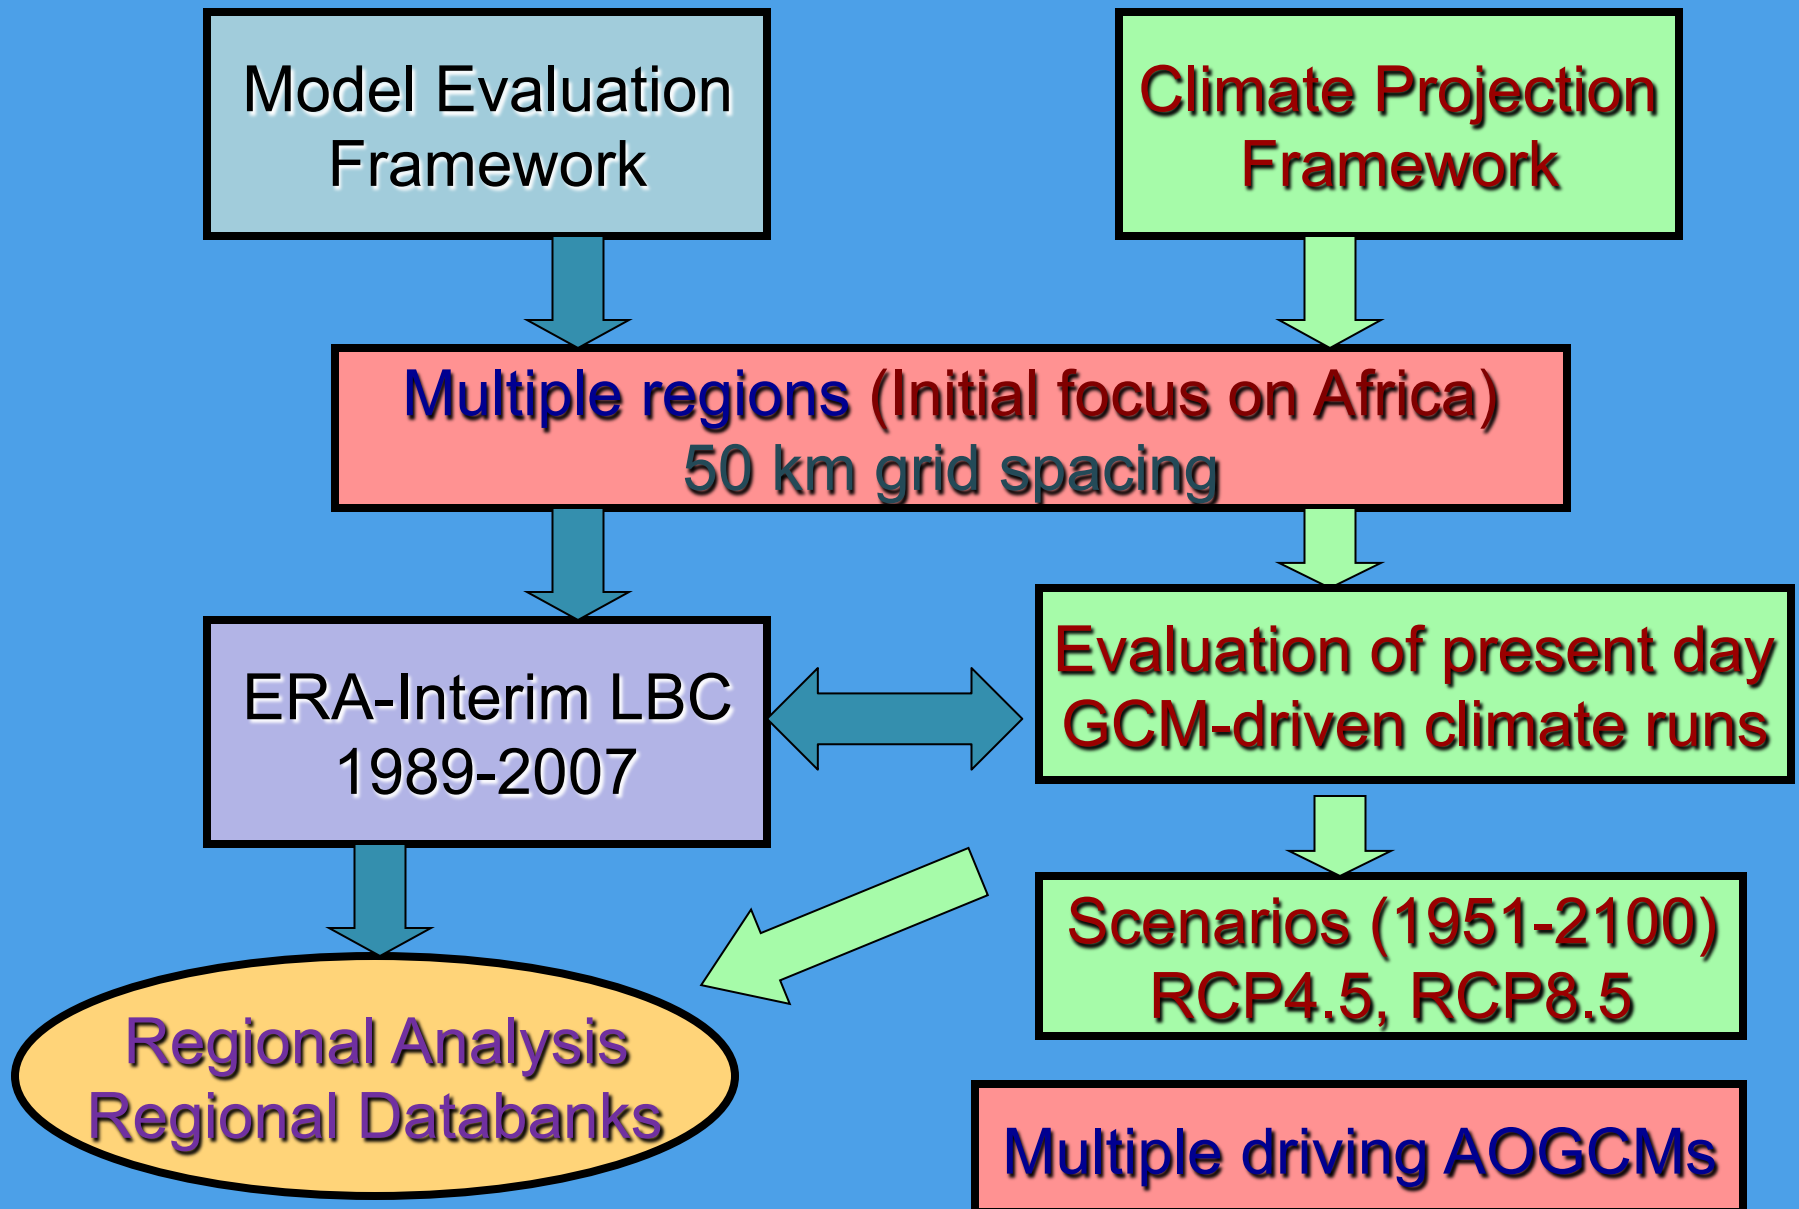 Model Evaluation
Framework
Climate Projection
Framework
Multiple regions (Initial focus on Africa)
50 km grid spacing
ERA-Interim LBC
1989-2007
Evaluation of present day
GCM-driven climate runs
Scenarios (1951-2100)
RCP4.5, RCP8.5
Regional Analysis
Regional Databanks
Multiple driving AOGCMs